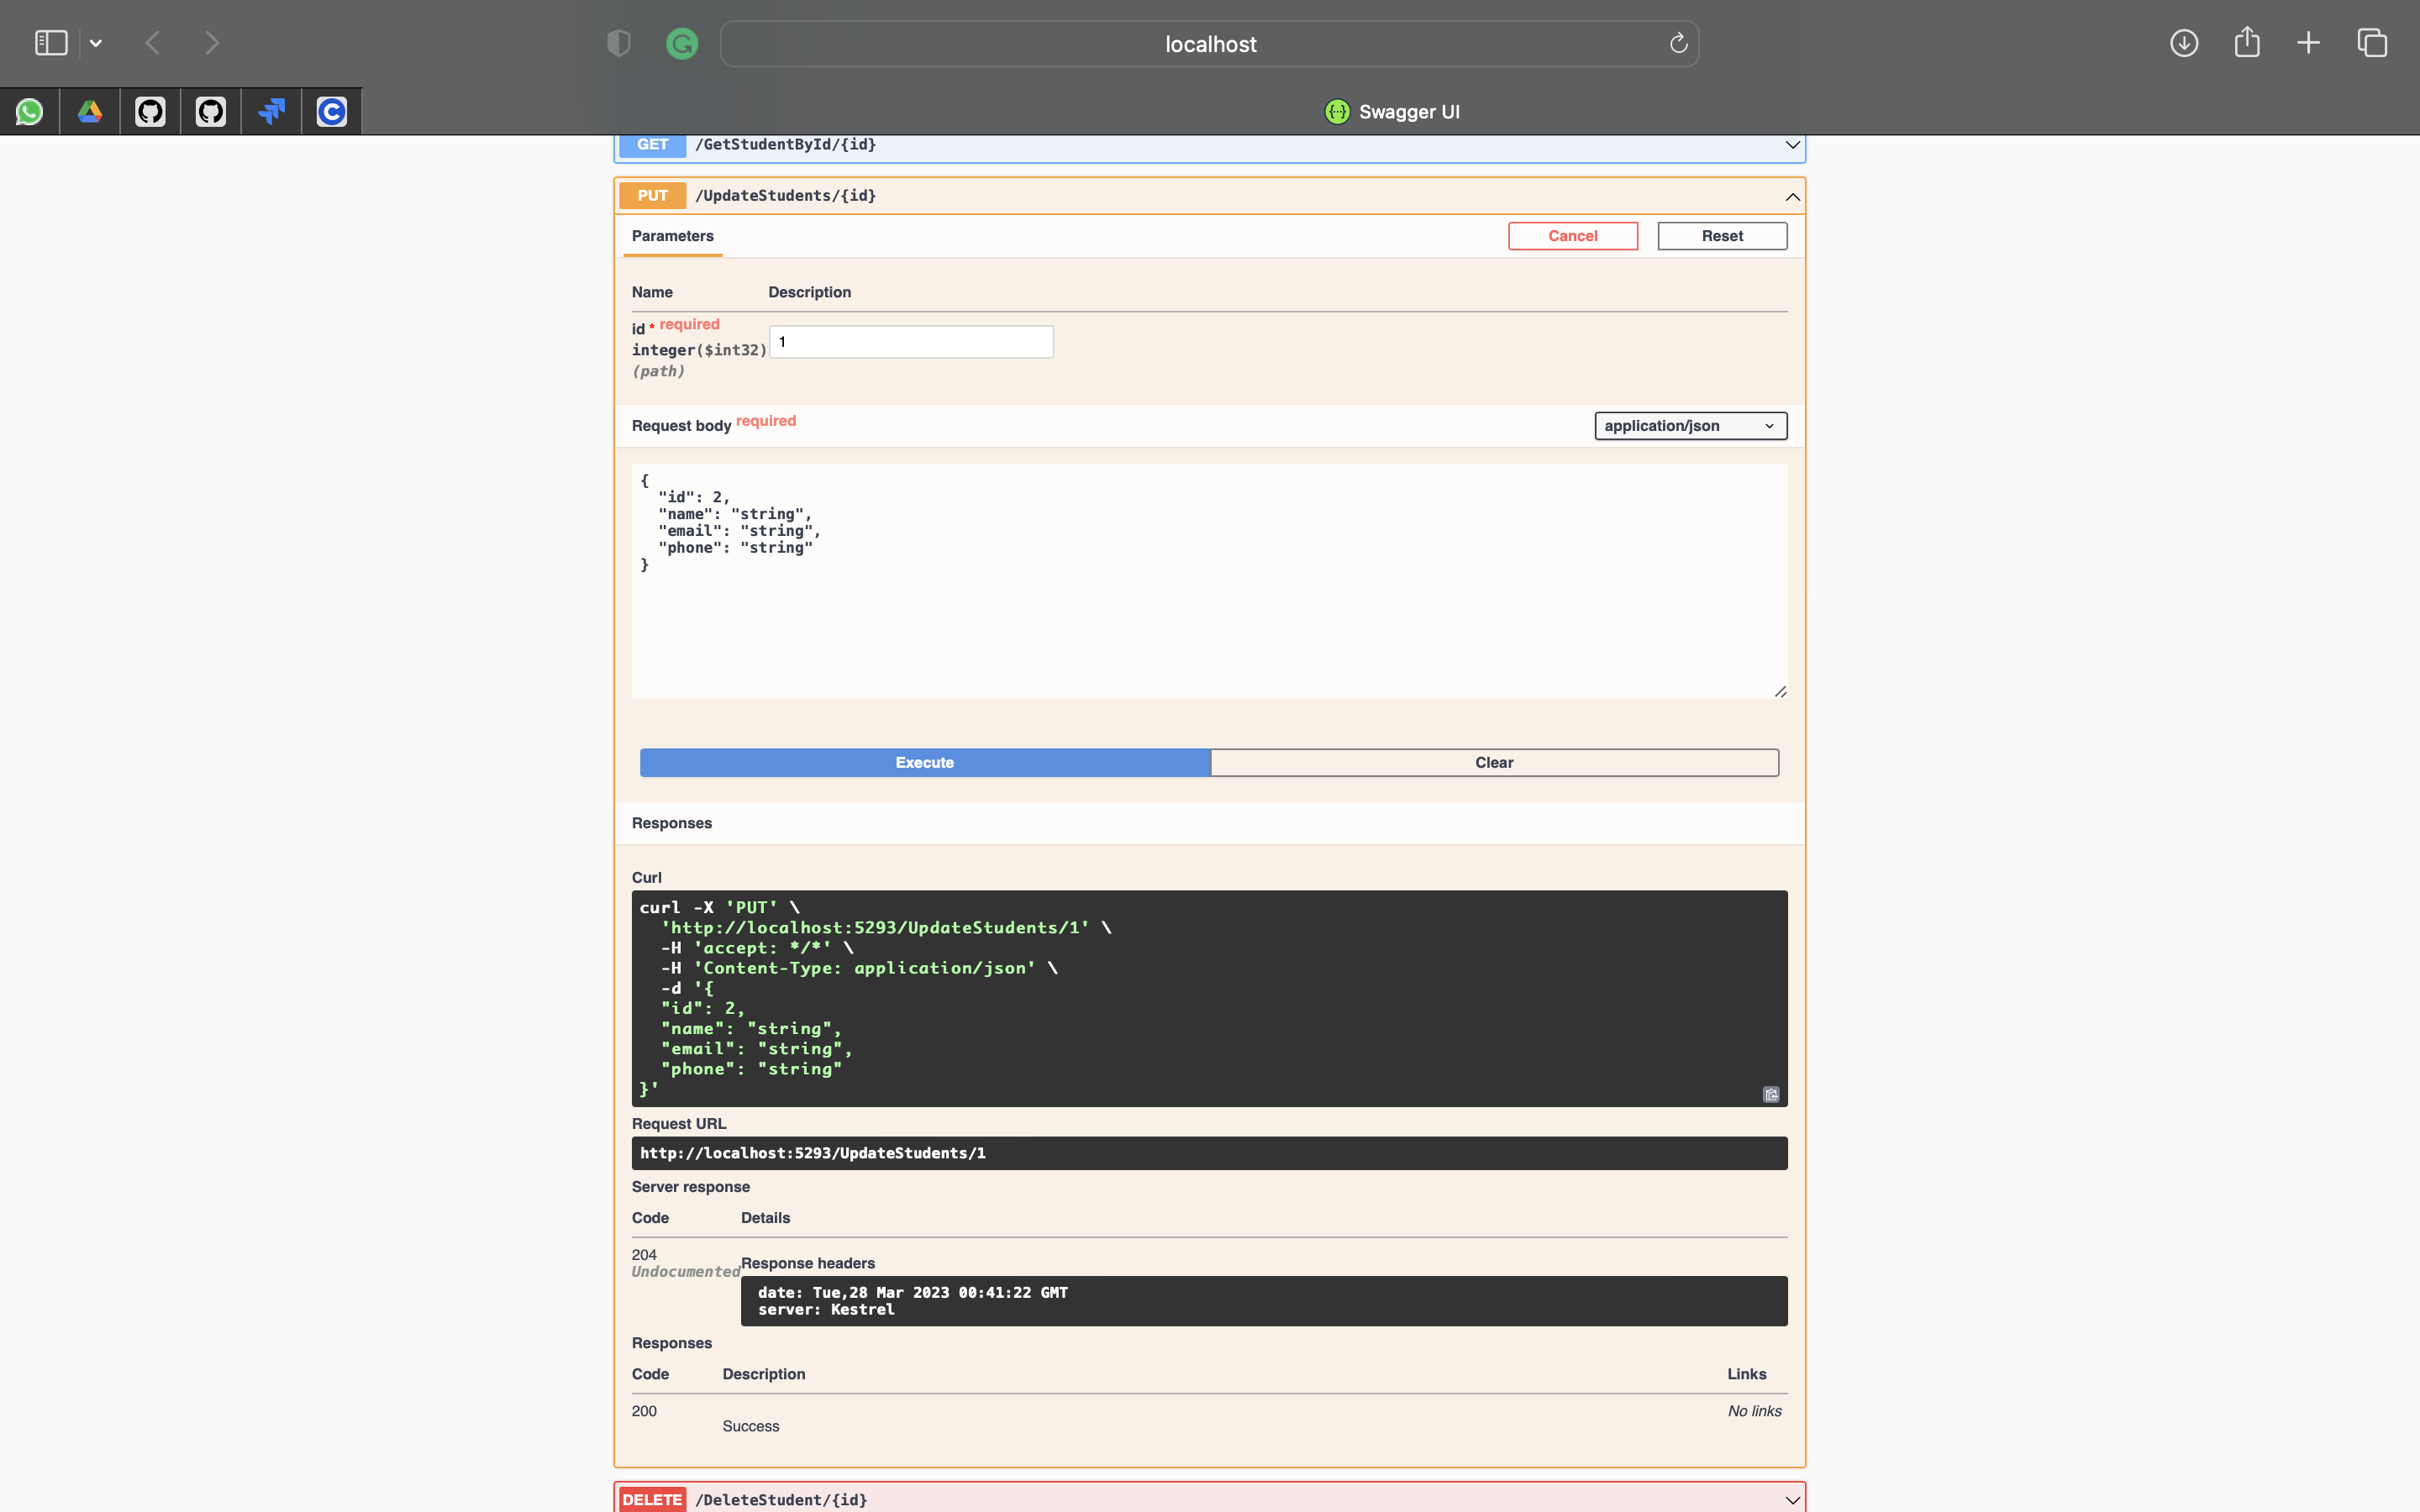 localhost
Swagger UI
GET /GetStudentById/{id}
PUT /UpdateStudents/{id}
Parameters
Cancel
Reset
Name Description
id * required
integer($int32)
(path)
1
Request body required
application/json
{
"id": 2,
"name": "string",
"email": "string",
"phone": "string"
}
Execute
Clear
Responses
Curl
curl -X 'PUT' \
'http://localhost:5293/UpdateStudents/1' \
-H 'accept: */*' \
-H 'Content-Type: application/json' \
-d '{
"id": 2,
"name": "string",
"email": "string",
"phone": "string"
}'
Request URL
http://localhost:5293/UpdateStudents/1
Server response
Code Details
204
Undocumented
Response headers
date: Tue,28 Mar 2023 00:41:22 GMT
server: Kestrel
Responses
Code Description Links
200
Success
No links
DELETE /DeleteStudent/{id}